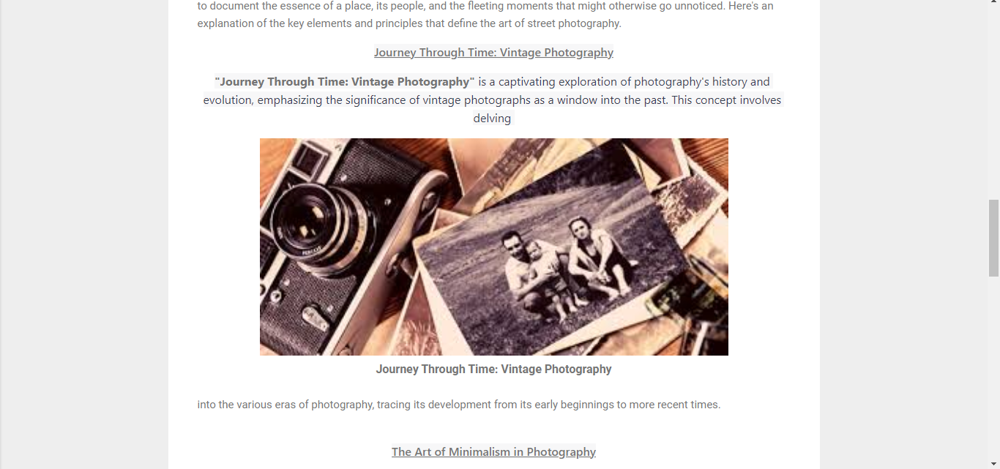 to document the essence of a place, its people, and the fleeting moments that might otherwise go unnoticed. Here's an
explanation of the key elements and principles that define the art of street photography.
Journey Through Time: Vintage Photography
"Journey Through Time: Vintage Photography" is a captivating exploration of photography's history and
evolution, emphasizing the significance of vintage photographs as a window into the past. This concept involves
delving
Journey Through Time: Vintage Photography
into the various eras of photography, tracing its development from its early beginnings to more recent times.
The Art of Minimalism in Photography